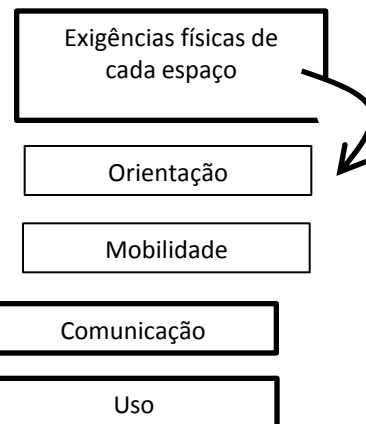 Exigências físicas de
cada espaço
Orientação
Mobilidade
Comunicação
Uso